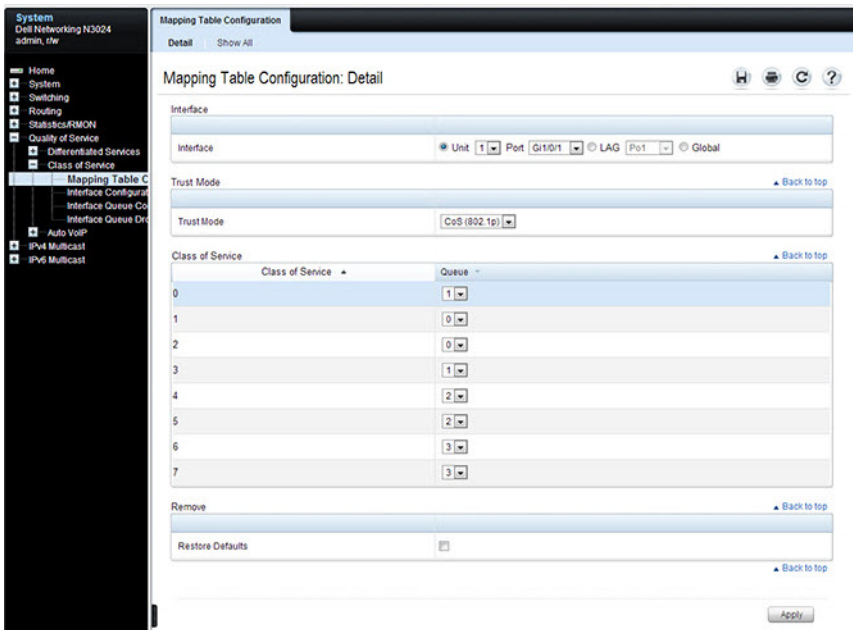 System
Dell Networking N3024
admin, r/w
Home
System
Switching
Routing
Statistics/RMON
Quality of Service
Differentiated Services
Class of Service
Mapping Table C
Interface Configurat
Interface Queue Co
Interface Queue Dro
Auto VoIP
IPv4 Multicast
IPv6 Multicast
Mapping Table Configuration
Detail Show All
Mapping Table Configuration: Detail
Interface
Interface Unit 1 Port Gi1/0/1 LAG Po1 Global
Trust Mode Back to top
Trust Mode CoS (802.1p)
Class of Service Back to top
Class of Service Queue
0 1
1 0
2 0
3 1
4 2
5 2
6 3
7 3
Remove Back to top
Restore Defaults
Back to top
Apply